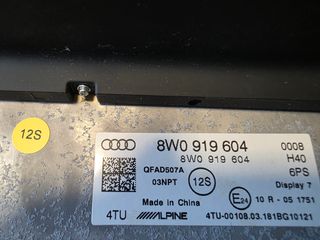 12S
8W0 919 604
0008
8W0 919 604
H40
QFAD507A
6PS
03NPT
12S
Display 7
Made in China
E24
10 R - 05 1751
4TU
ALPINE
4TU-00108.03.181BG10121